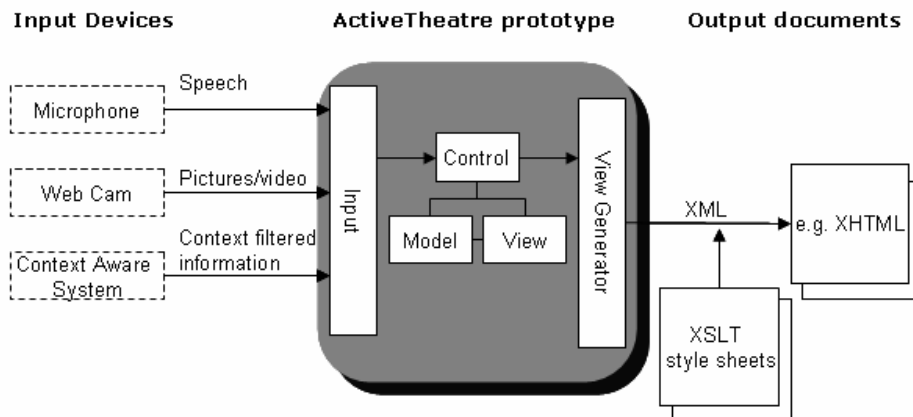 Input Devices
ActiveTheatre prototype
Output documents
Speech
Microphone
Pictures/video
Web Cam
Context filtered
information
Context Aware
System
Input
Control
Model
View
View Generator
XML
e.g. XHTML
XSLT
style sheets